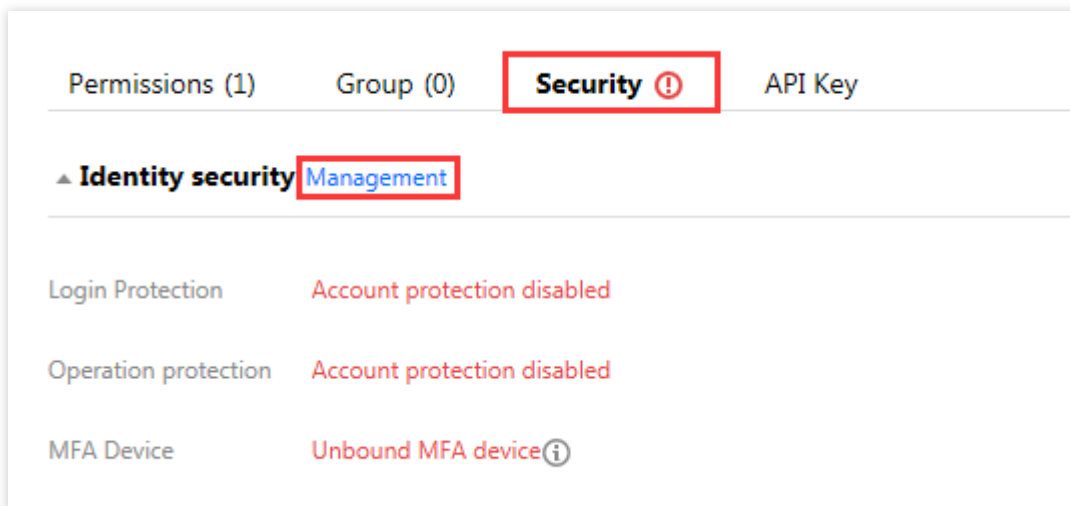 Permissions (1) Group (0) Security API Key
Identity security Management
Login Protection Account protection disabled
Operation protection Account protection disabled
MFA Device Unbound MFA device